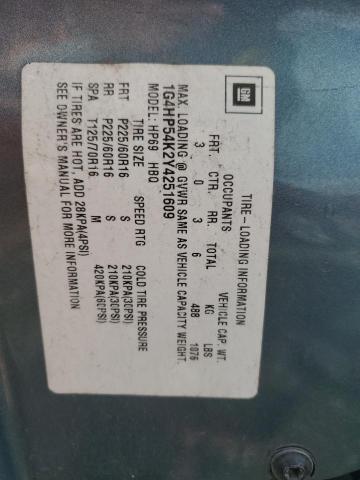 GM
TIRE-LOADING INFORMATION
OCCUPANTS VEHICLE CAP. WT.
FRT. CTR. RR. TOTAL KG LBS
3 0 3 6 488 1076
MAX. LOADING @ GVWR SAME AS VEHICLE CAPACITY WEIGHT.
1G4HP54K2Y4251609
MODEL: HP69 HBO
TIRE SIZE SPEED RTG COLD TIRE PRESSURE
FRT P225/60R16 S 210KPA(30PSI)
RR P225/60R16 S 210KPA(30PSI)
SPA T125/70R16 M 420KPA(60PSI)
IF TIRES ARE HOT, ADD 28KPA(4PSI)
SEE OWNER'S MANUAL FOR MORE INFORMATION